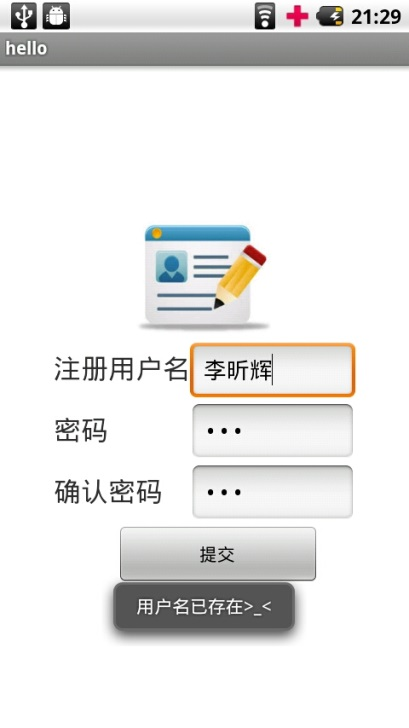 21:29
hello
注册用户名 李昕辉
密码 •••
确认密码 •••
提交
用户名已存在>_<